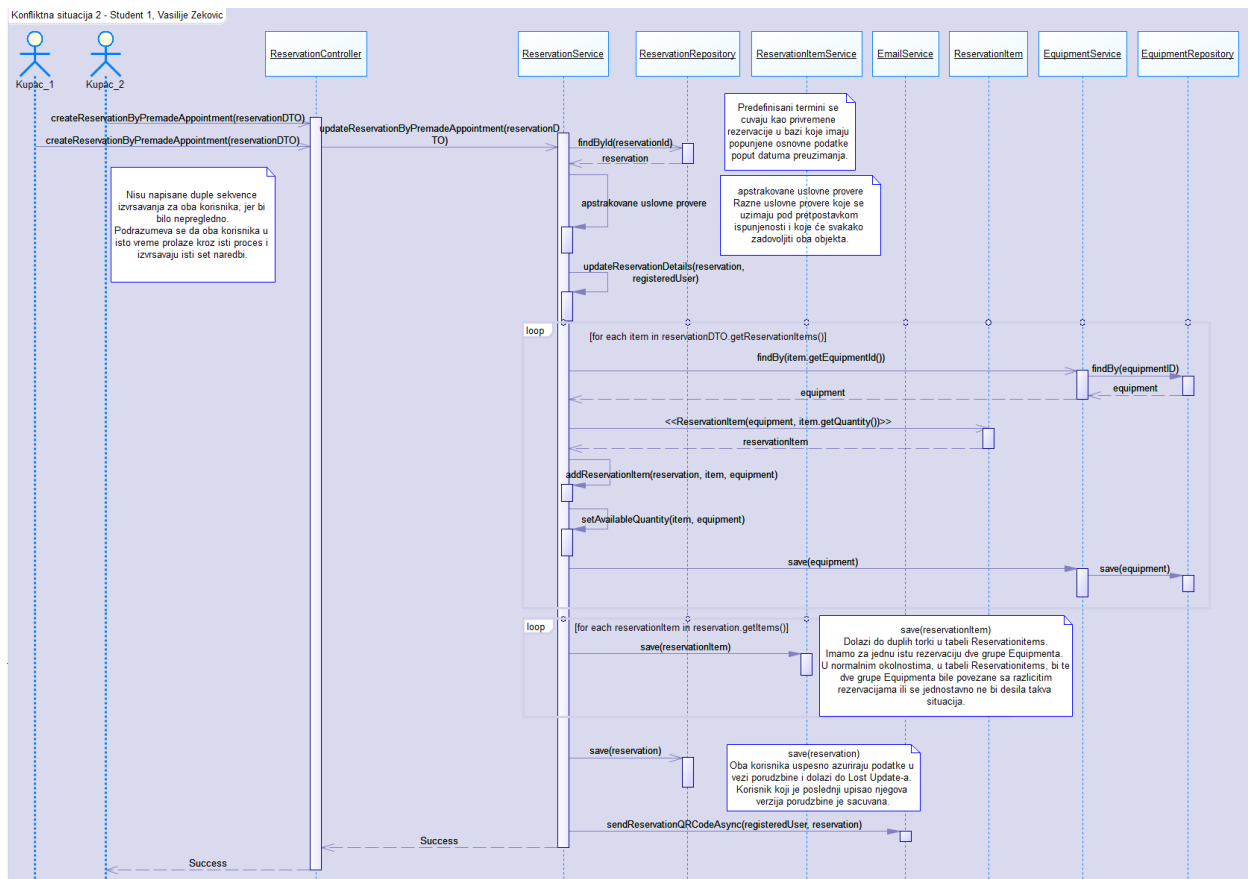 Konfliktna situacija 2 - Student 1, Vasilije Zekovic
Kupac_1
Kupac_2
ReservationController
ReservationService
ReservationRepository
ReservationItemService
EmailService
ReservationItem
EquipmentService
EquipmentRepository
createReservationByPremadeAppointment(reservationDTO)
createReservationByPremadeAppointment(reservationDTO)
updateReservationByPremadeAppointment(reservationD
TO)
findById(reservationId)
reservation
Predefinisani termini se
cuvaju kao privremene
rezervacije u bazi koje imaju
popunjene osnovne podatke
poput datuma preuzimanja.
Nisu napisane duple sekvence
izvrsavanja za oba korisnika, jer bi
bilo nepregledno.
Podrazumeva se da oba korisnika u
isto vreme prolaze kroz isti proces i
izvrsavaju isti set naredbi.
apstrakovane uslovne provere
apstrakovane uslovne provere
Razne uslovne provere koje se
uzimaju pod pretpostavkom
ispunjenosti i koje će svakako
zadovoljiti oba objekta.
updateReservationDetails(reservation,
registeredUser)
loop
[for each item in reservationDTO.getReservationItems()]
findBy(item.getEquipmentId())
findBy(equipmentID)
equipment
equipment
<<ReservationItem(equipment, item.getQuantity())>>
reservationItem
addReservationItem(reservation, item, equipment)
setAvailableQuantity(item, equipment)
save(equipment)
save(equipment)
loop
[for each reservationItem in reservation.getItems()]
save(reservationItem)
save(reservationItem)
Dolazi do duplih torki u tabeli Reservationitems.
Imamo za jednu istu rezervaciju dve grupe Equipmenta.
U normalnim okolnostima, u tabeli Reservationitems, bi te
dve grupe Equipmenta bile povezane sa razlicitim
rezervacijama ili se jednostavno ne bi desila takva
situacija.
save(reservation)
save(reservation)
Oba korisnika uspesno azuriraju podatke u
vezi porudzbine i dolazi do Lost Update-a.
Korisnik koji je poslednji upisao njegova
verzija porudzbine je sacuvana.
sendReservationQRCodeAsync(registeredUser, reservation)
Success
Success